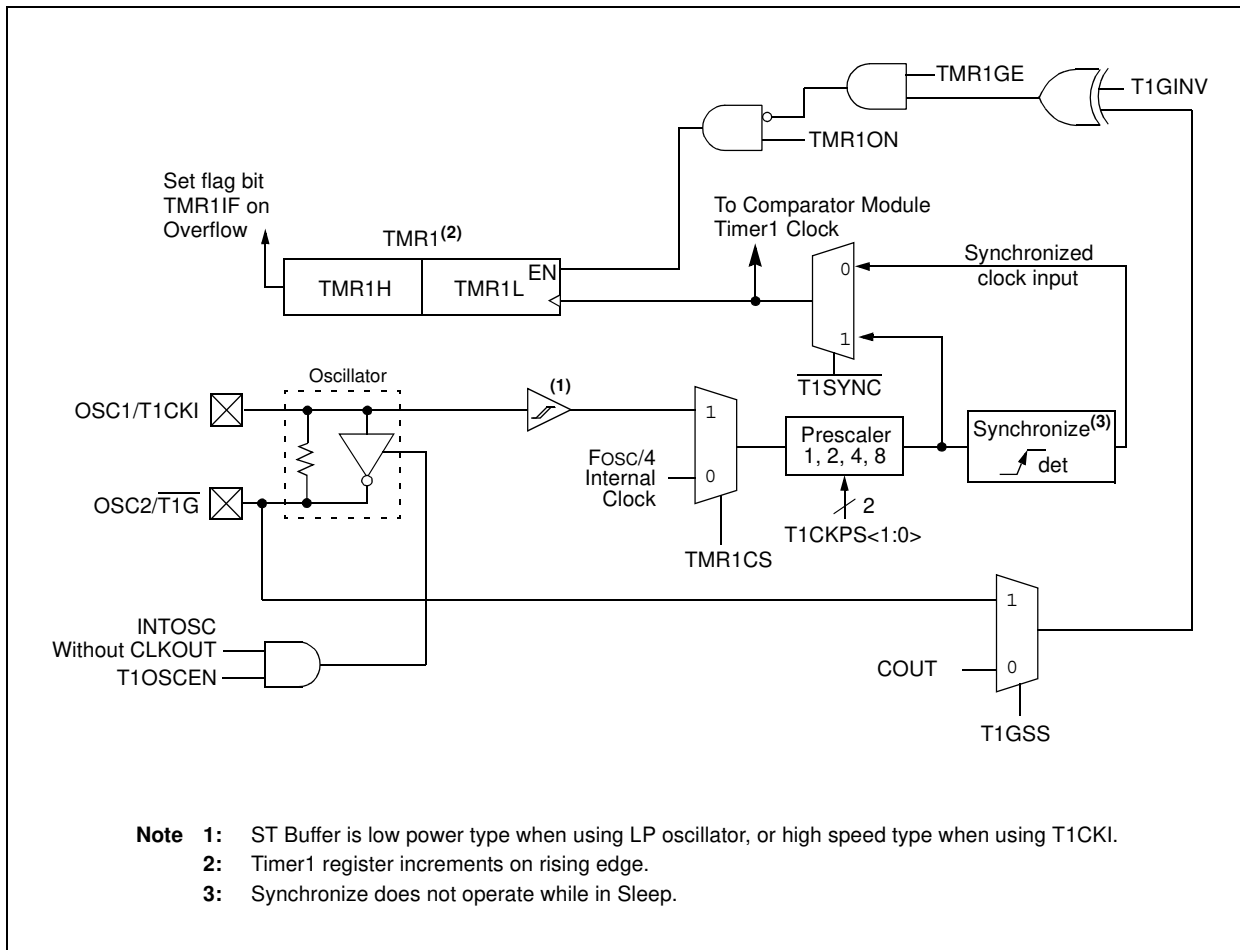 TMR1GE
T1GINV
TMR1ON
Set flag bit
TMR1IF on
Overflow
To Comparator Module
Timer1 Clock
TMR1(2)
EN
TMR1H
TMR1L
0
1
Synchronized
clock input
T1SYNC
Oscillator
(1)
OSC1/T1CKI
OSC2/T1G
1
0
FOSC/4
Internal
Clock
TMR1CS
Prescaler
1, 2, 4, 8
2
T1CKPS<1:0>
Synchronize(3)
det
INTOSC
Without CLKOUT
T1OSCEN
1
0
COUT
T1GSS
Note 1: ST Buffer is low power type when using LP oscillator, or high speed type when using T1CKI.
2: Timer1 register increments on rising edge.
3: Synchronize does not operate while in Sleep.